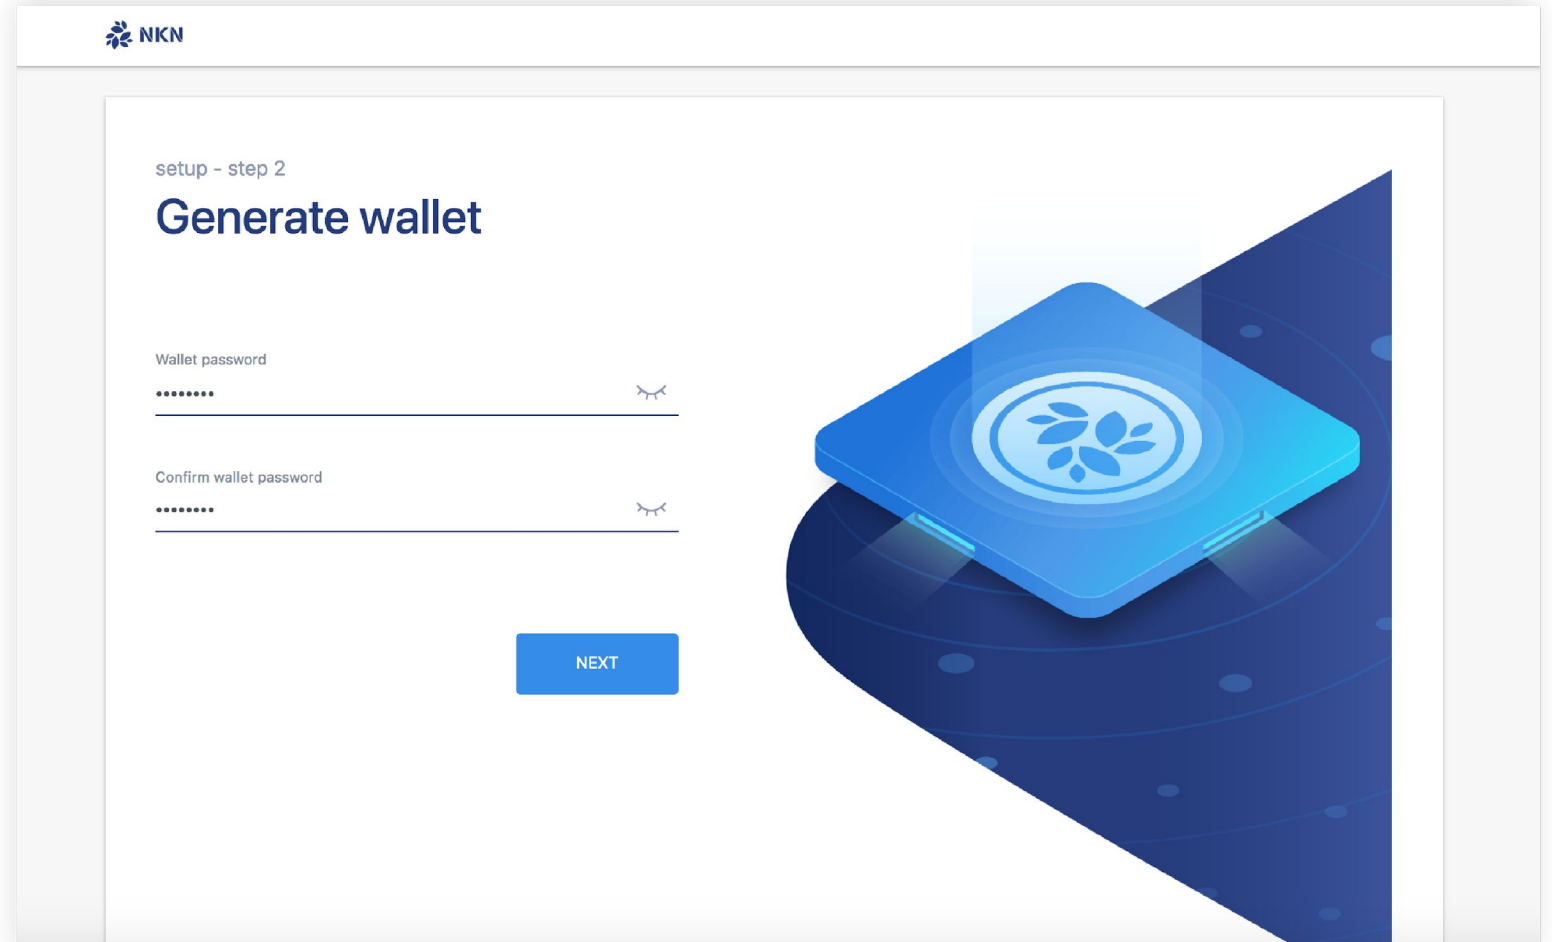 NKN
setup - step 2
Generate wallet
Wallet password
••••••••
Confirm wallet password
••••••••
NEXT